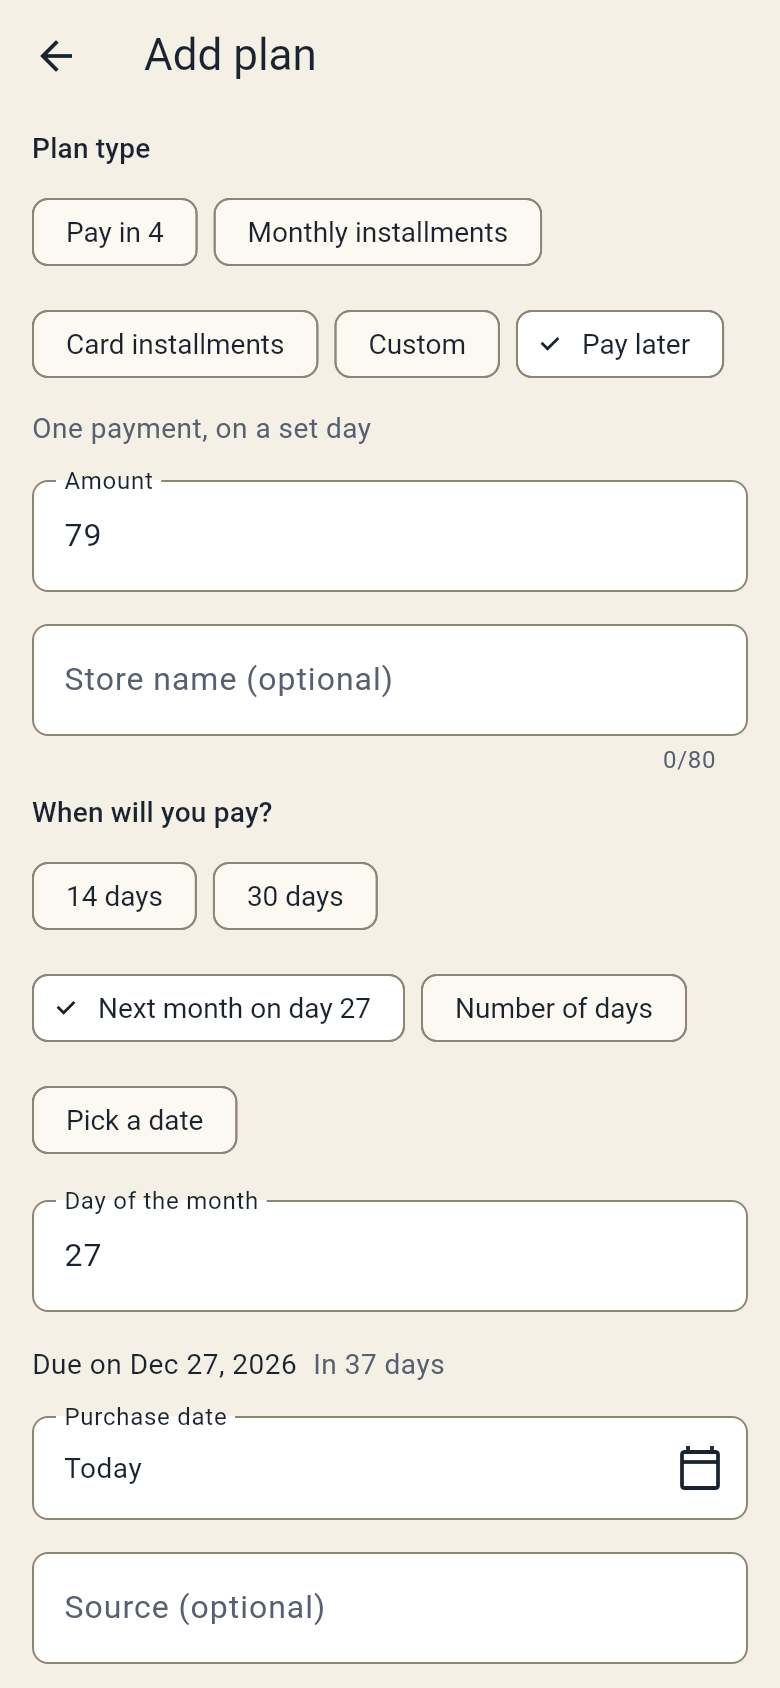 Add plan
Plan type
Pay in 4
Monthly installments
Card installments
Custom
Pay later
One payment, on a set day
Amount
79
Store name (optional)
0/80
When will you pay?
14 days
30 days
Next month on day 27
Number of days
Pick a date
Day of the month
27
Due on Dec 27, 2026 In 37 days
Purchase date
Today
Source (optional)